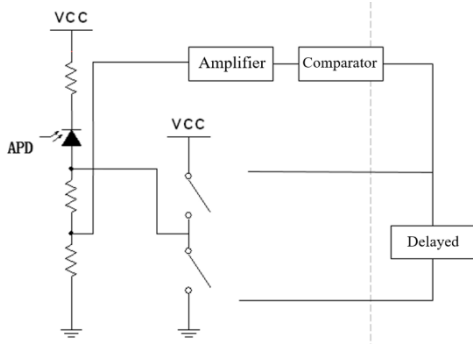 VCC
Amplifier
Comparator
VCC
APD
Delayed